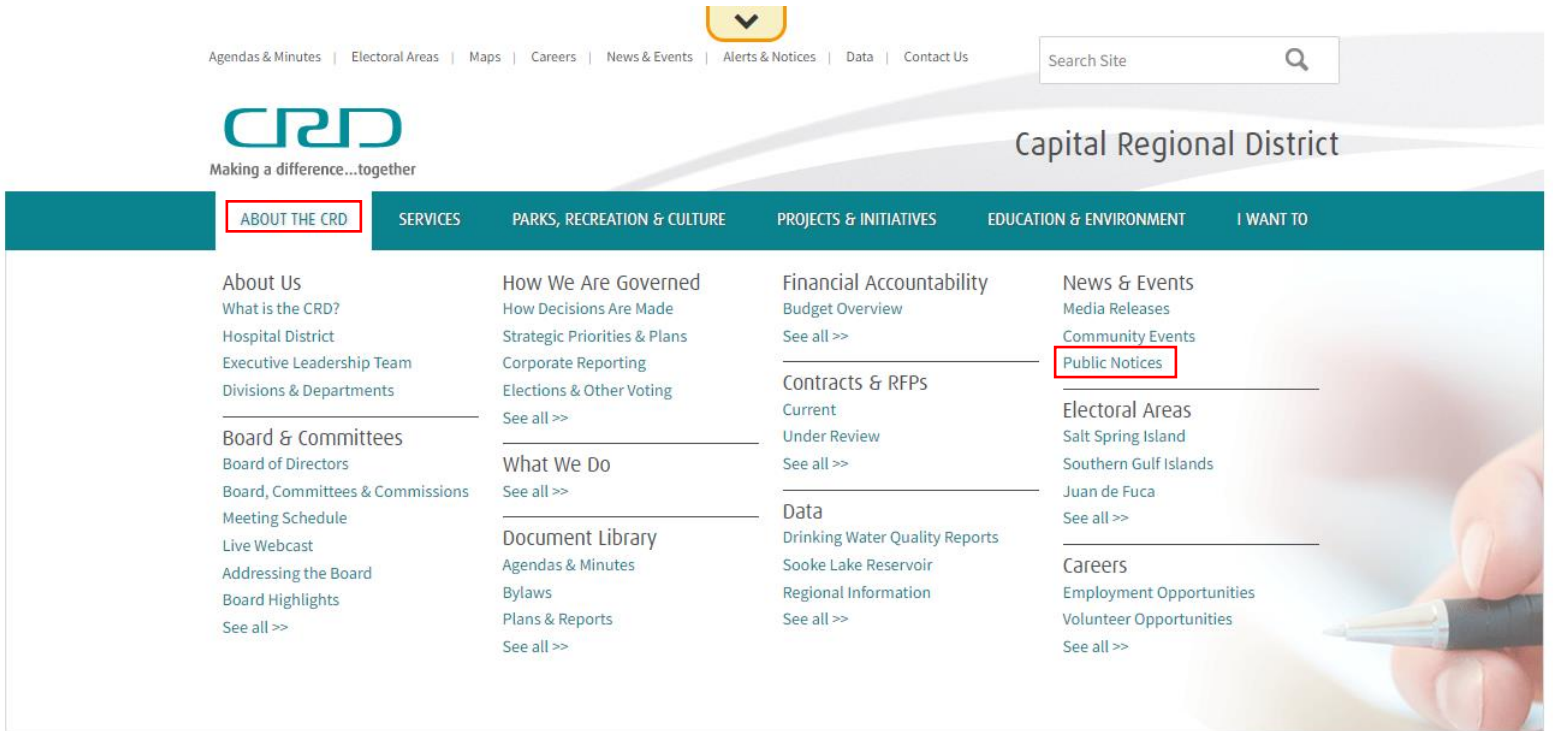 Agendas & Minutes | Electoral Areas | Maps | Careers | News & Events | Alerts & Notices | Data | Contact Us
Search Site
CRD
Making a difference...together
Capital Regional District
ABOUT THE CRD SERVICES PARKS, RECREATION & CULTURE PROJECTS & INITIATIVES EDUCATION & ENVIRONMENT I WANT TO
About Us
What is the CRD?
Hospital District
Executive Leadership Team
Divisions & Departments
Board & Committees
Board of Directors
Board, Committees & Commissions
Meeting Schedule
Live Webcast
Addressing the Board
Board Highlights
See all >>
How We Are Governed
How Decisions Are Made
Strategic Priorities & Plans
Corporate Reporting
Elections & Other Voting
See all >>
What We Do
See all >>
Document Library
Agendas & Minutes
Bylaws
Plans & Reports
See all >>
Financial Accountability
Budget Overview
See all >>
Contracts & RFPs
Current
Under Review
See all >>
Data
Drinking Water Quality Reports
Sooke Lake Reservoir
Regional Information
See all >>
News & Events
Media Releases
Community Events
Public Notices
Electoral Areas
Salt Spring Island
Southern Gulf Islands
Juan de Fuca
See all >>
Careers
Employment Opportunities
Volunteer Opportunities
See all >>